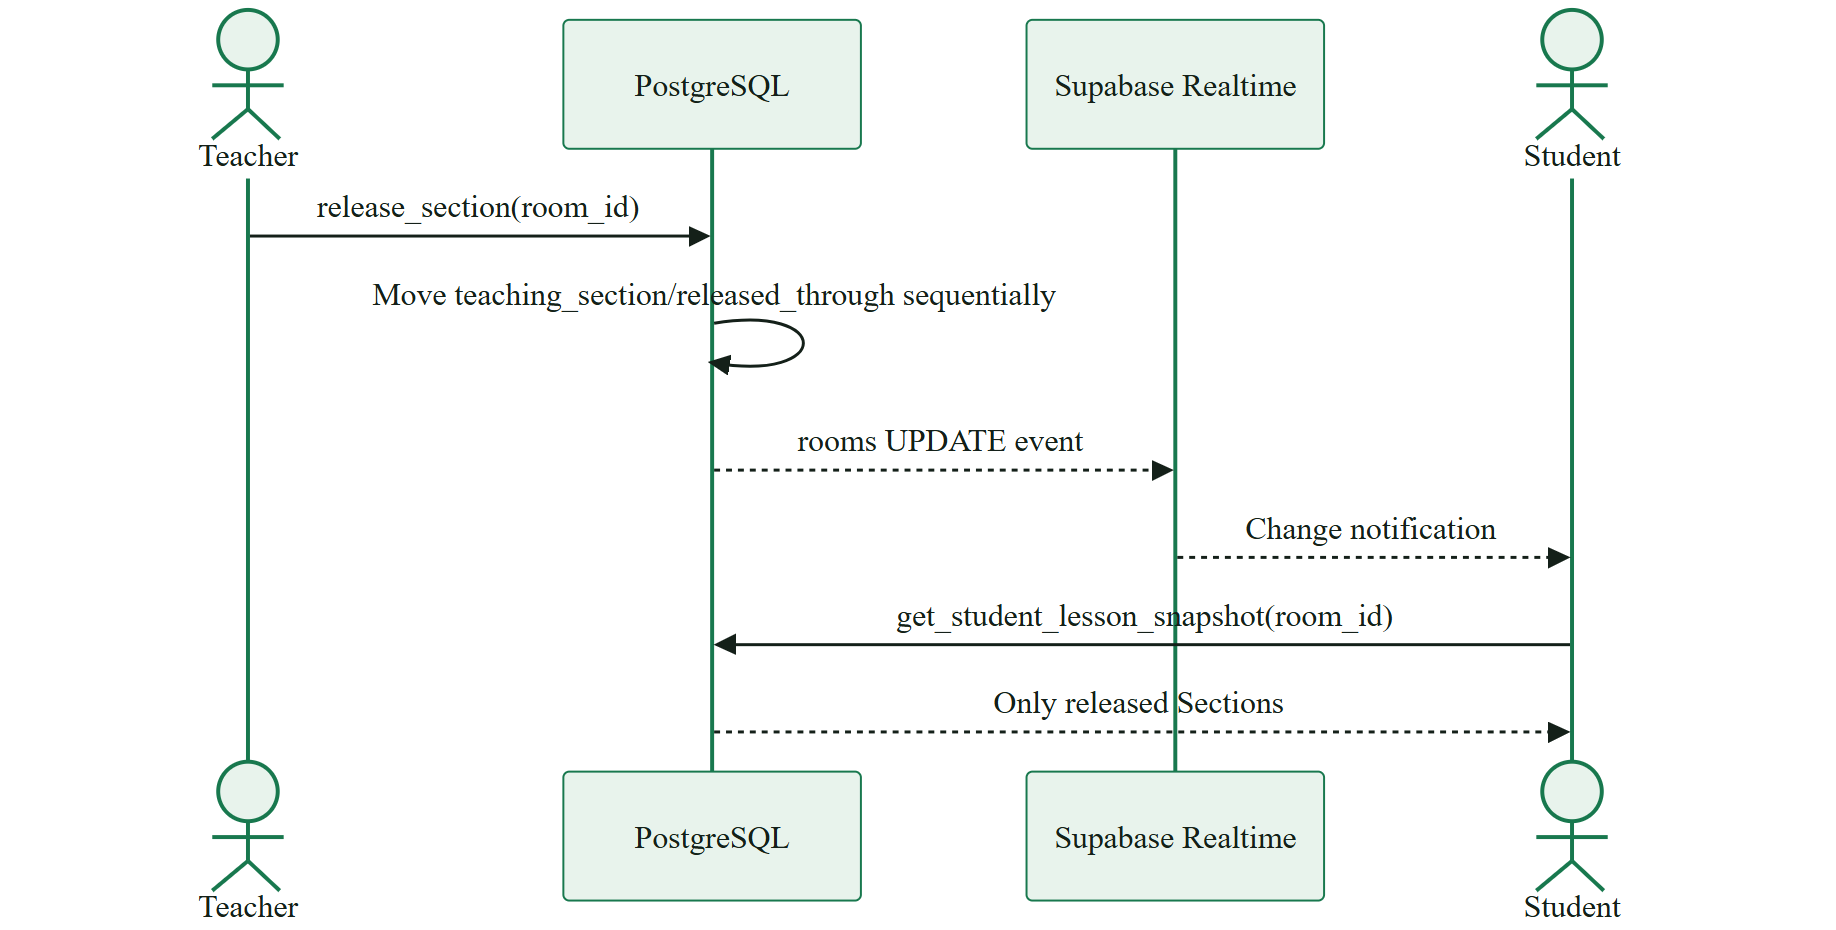 Teacher
PostgreSQL
Supabase Realtime
Student
release_section(room_id)
Move teaching_section/released_through sequentially
rooms UPDATE event
Change notification
get_student_lesson_snapshot(room_id)
Only released Sections
Teacher
PostgreSQL
Supabase Realtime
Student